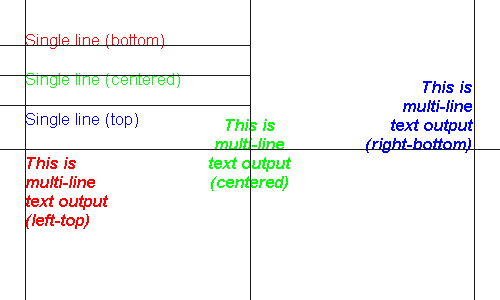 Single line (bottom)
Single line (centered)
Single line (top)
This is
multi-line
text output
(left-top)
This is
multi-line
text output
(centered)
This is
multi-line
text output
(right-bottom)